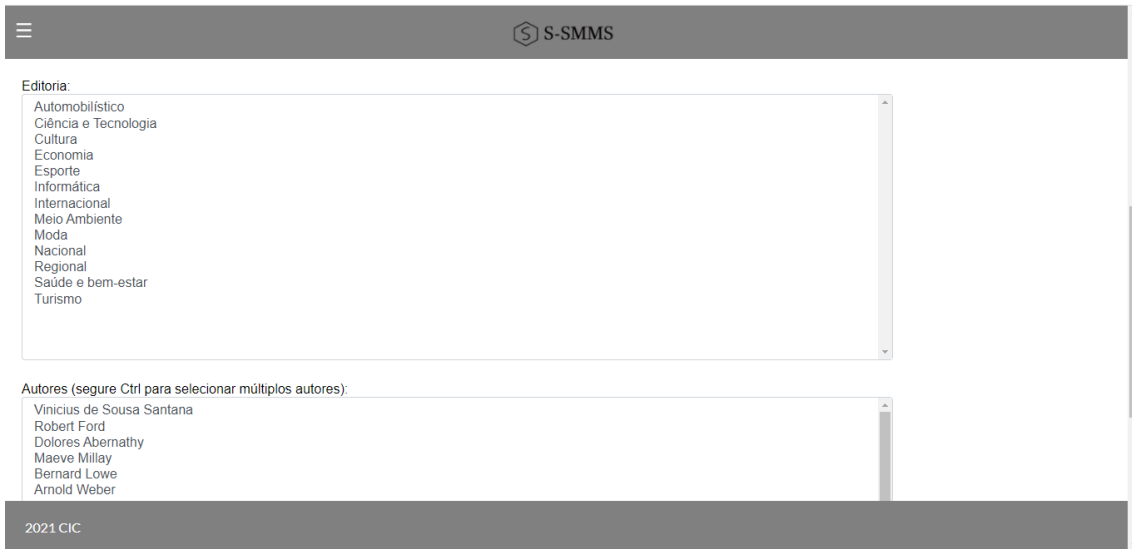 S-SMMS
Editoria:
Automobilístico
Ciência e Tecnologia
Cultura
Economia
Esporte
Informática
Internacional
Meio Ambiente
Moda
Nacional
Regional
Saúde e bem-estar
Turismo
Autores (segure Ctrl para selecionar múltiplos autores):
Vinicius de Sousa Santana
Robert Ford
Dolores Abernathy
Maeve Millay
Bernard Lowe
Arnold Weber
2021 CIC